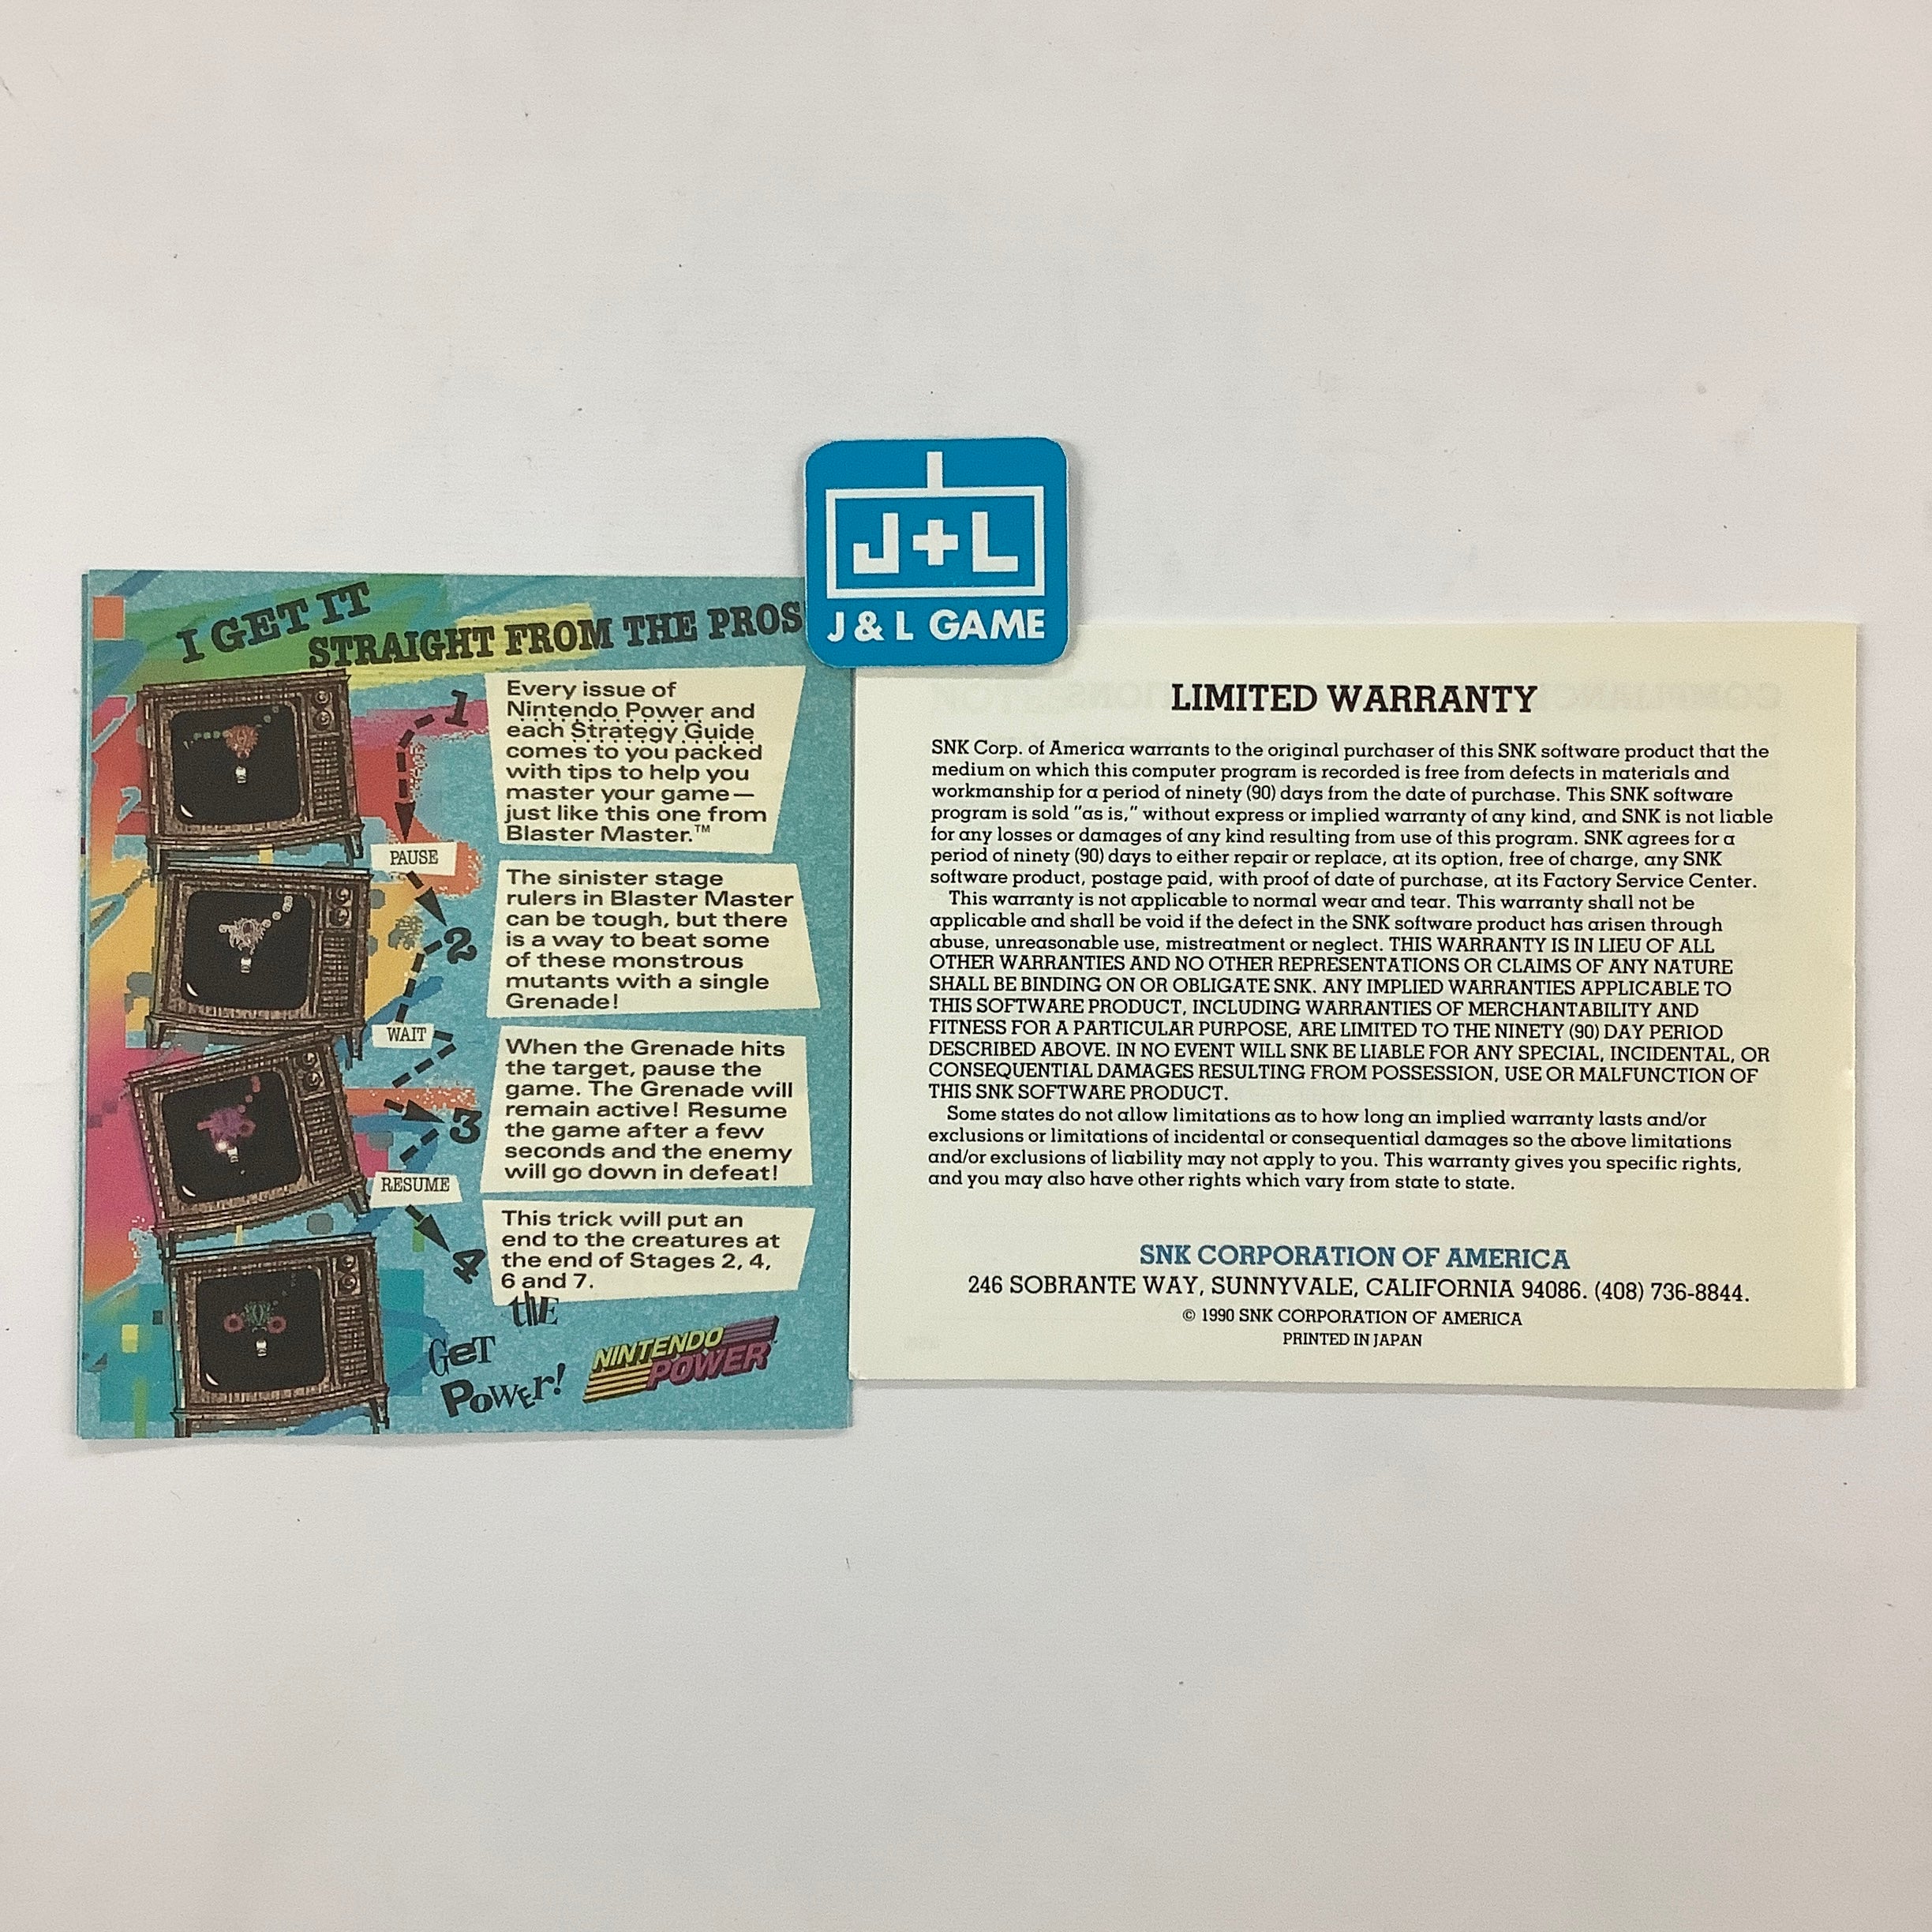 J+L
J & L GAME
I GET IT
STRAIGHT FROM THE PROS
1
Every issue of
Nintendo Power and
each Strategy Guide
comes to you packed
with tips to help you
master your game—
just like this one from
Blaster Master.™
PAUSE
2
The sinister stage
rulers in Blaster Master
can be tough, but there
is a way to beat some
of these monstrous
mutants with a single
Grenade!
WAIT
3
When the Grenade hits
the target, pause the
game. The Grenade will
remain active! Resume
the game after a few
seconds and the enemy
will go down in defeat!
RESUME
4
This trick will put an
end to the creatures at
the end of Stages 2, 4,
6 and 7.
Get the
Power!
NINTENDO
POWER
LIMITED WARRANTY
SNK Corp. of America warrants to the original purchaser of this SNK software product that the
medium on which this computer program is recorded is free from defects in materials and
workmanship for a period of ninety (90) days from the date of purchase. This SNK software
program is sold "as is," without express or implied warranty of any kind, and SNK is not liable
for any losses or damages of any kind resulting from use of this program. SNK agrees for a
period of ninety (90) days to either repair or replace, at its option, free of charge, any SNK
software product, postage paid, with proof of date of purchase, at its Factory Service Center.
This warranty is not applicable to normal wear and tear. This warranty shall not be
applicable and shall be void if the defect in the SNK software product has arisen through
abuse, unreasonable use, mistreatment or neglect. THIS WARRANTY IS IN LIEU OF ALL
OTHER WARRANTIES AND NO OTHER REPRESENTATIONS OR CLAIMS OF ANY NATURE
SHALL BE BINDING ON OR OBLIGATE SNK. ANY IMPLIED WARRANTIES APPLICABLE TO
THIS SOFTWARE PRODUCT, INCLUDING WARRANTIES OF MERCHANTABILITY AND
FITNESS FOR A PARTICULAR PURPOSE, ARE LIMITED TO THE NINETY (90) DAY PERIOD
DESCRIBED ABOVE. IN NO EVENT WILL SNK BE LIABLE FOR ANY SPECIAL, INCIDENTAL, OR
CONSEQUENTIAL DAMAGES RESULTING FROM POSSESSION, USE OR MALFUNCTION OF
THIS SNK SOFTWARE PRODUCT.
Some states do not allow limitations as to how long an implied warranty lasts and/or
exclusions or limitations of incidental or consequential damages so the above limitations
and/or exclusions of liability may not apply to you. This warranty gives you specific rights,
and you may also have other rights which vary from state to state.
SNK CORPORATION OF AMERICA
246 SOBRANTE WAY, SUNNYVALE, CALIFORNIA 94086. (408) 736-8844.
© 1990 SNK CORPORATION OF AMERICA
PRINTED IN JAPAN